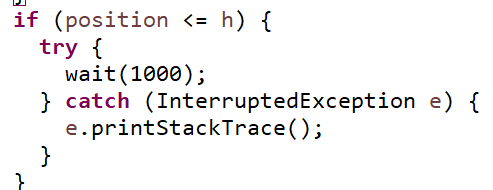 if (position <= h) {
  try {
    wait(1000);
  } catch (InterruptedException e) {
    e.printStackTrace();
  }
}